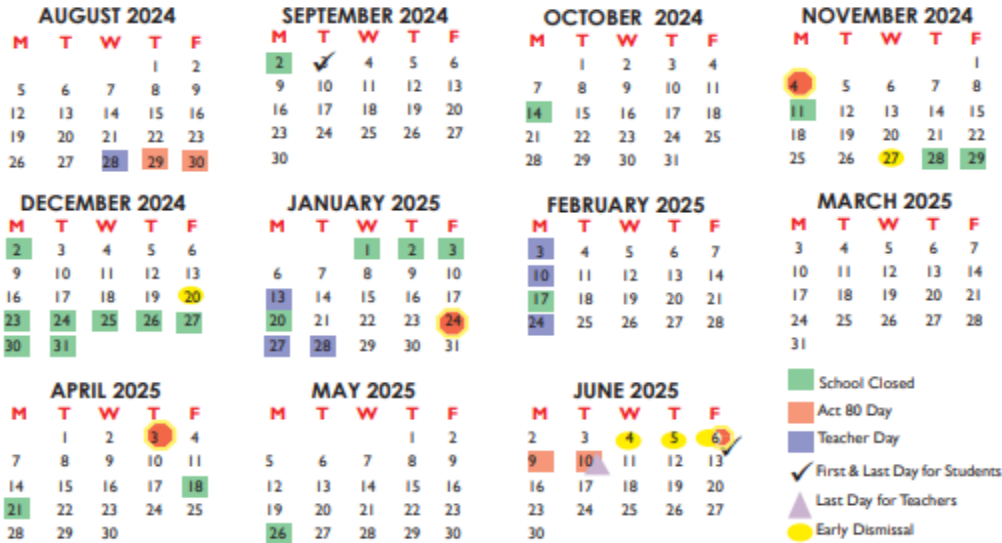 AUGUST 2024
M T W T F
1 2
5 6 7 8 9
12 13 14 15 16
19 20 21 22 23
26 27 28 29 30
SEPTEMBER 2024
M T W T F
2 3 4 5 6
9 10 11 12 13
16 17 18 19 20
23 24 25 26 27
30
OCTOBER 2024
M T W T F
1 2 3 4
7 8 9 10 11
14 15 16 17 18
21 22 23 24 25
28 29 30 31
NOVEMBER 2024
M T W T F
1
4 5 6 7 8
11 12 13 14 15
18 19 20 21 22
25 26 27 28 29
DECEMBER 2024
M T W T F
2 3 4 5 6
9 10 11 12 13
16 17 18 19 20
23 24 25 26 27
30 31
JANUARY 2025
M T W T F
1 2 3
6 7 8 9 10
13 14 15 16 17
20 21 22 23 24
27 28 29 30 31
FEBRUARY 2025
M T W T F
3 4 5 6 7
10 11 12 13 14
17 18 19 20 21
24 25 26 27 28
MARCH 2025
M T W T F
3 4 5 6 7
10 11 12 13 14
17 18 19 20 21
24 25 26 27 28
31
APRIL 2025
M T W T F
1 2 3 4
7 8 9 10 11
14 15 16 17 18
21 22 23 24 25
28 29 30
MAY 2025
M T W T F
1 2
5 6 7 8 9
12 13 14 15 16
19 20 21 22 23
26 27 28 29 30
JUNE 2025
M T W T F
2 3 4 5 6
9 10 11 12 13
16 17 18 19 20
23 24 25 26 27
30
School Closed
Act 80 Day
Teacher Day
First & Last Day for Students
Last Day for Teachers
Early Dismissal